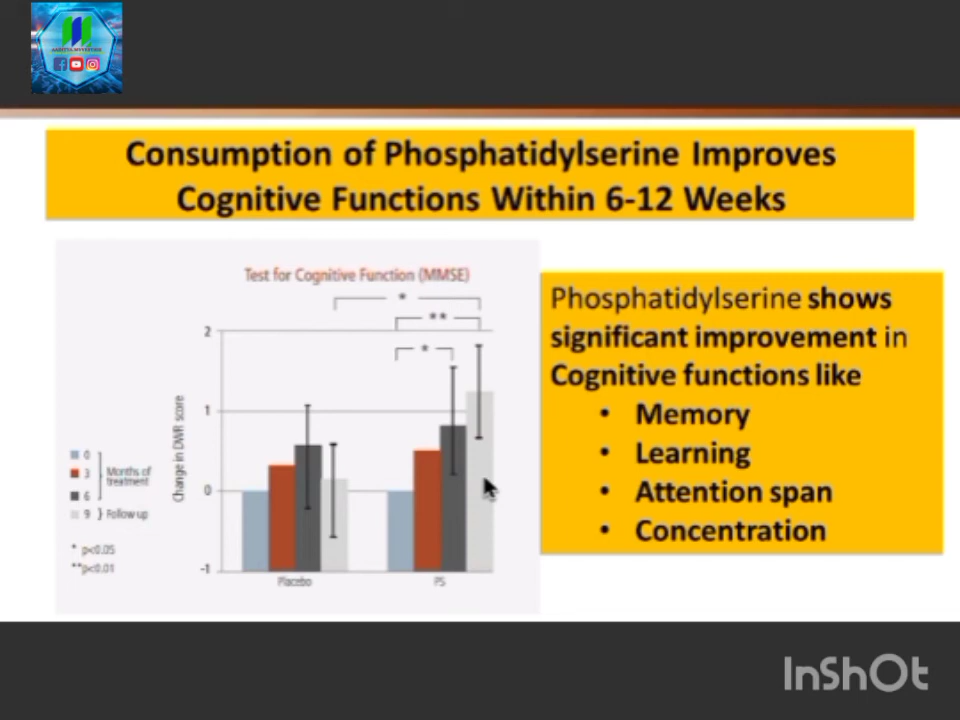 AADITYA INVESTRIX
Consumption of Phosphatidylserine Improves
Cognitive Functions Within 6-12 Weeks
Test for Cognitive Function (MMSE)
*
**
*
2
1
0
-1
Change in DWR score
0
3
6
9
Months of
treatment
Follow up
* p<0.05
**p<0.01
Placebo
PS
Phosphatidylserine shows
significant improvement in
Cognitive functions like
• Memory
• Learning
• Attention span
• Concentration
InShOt